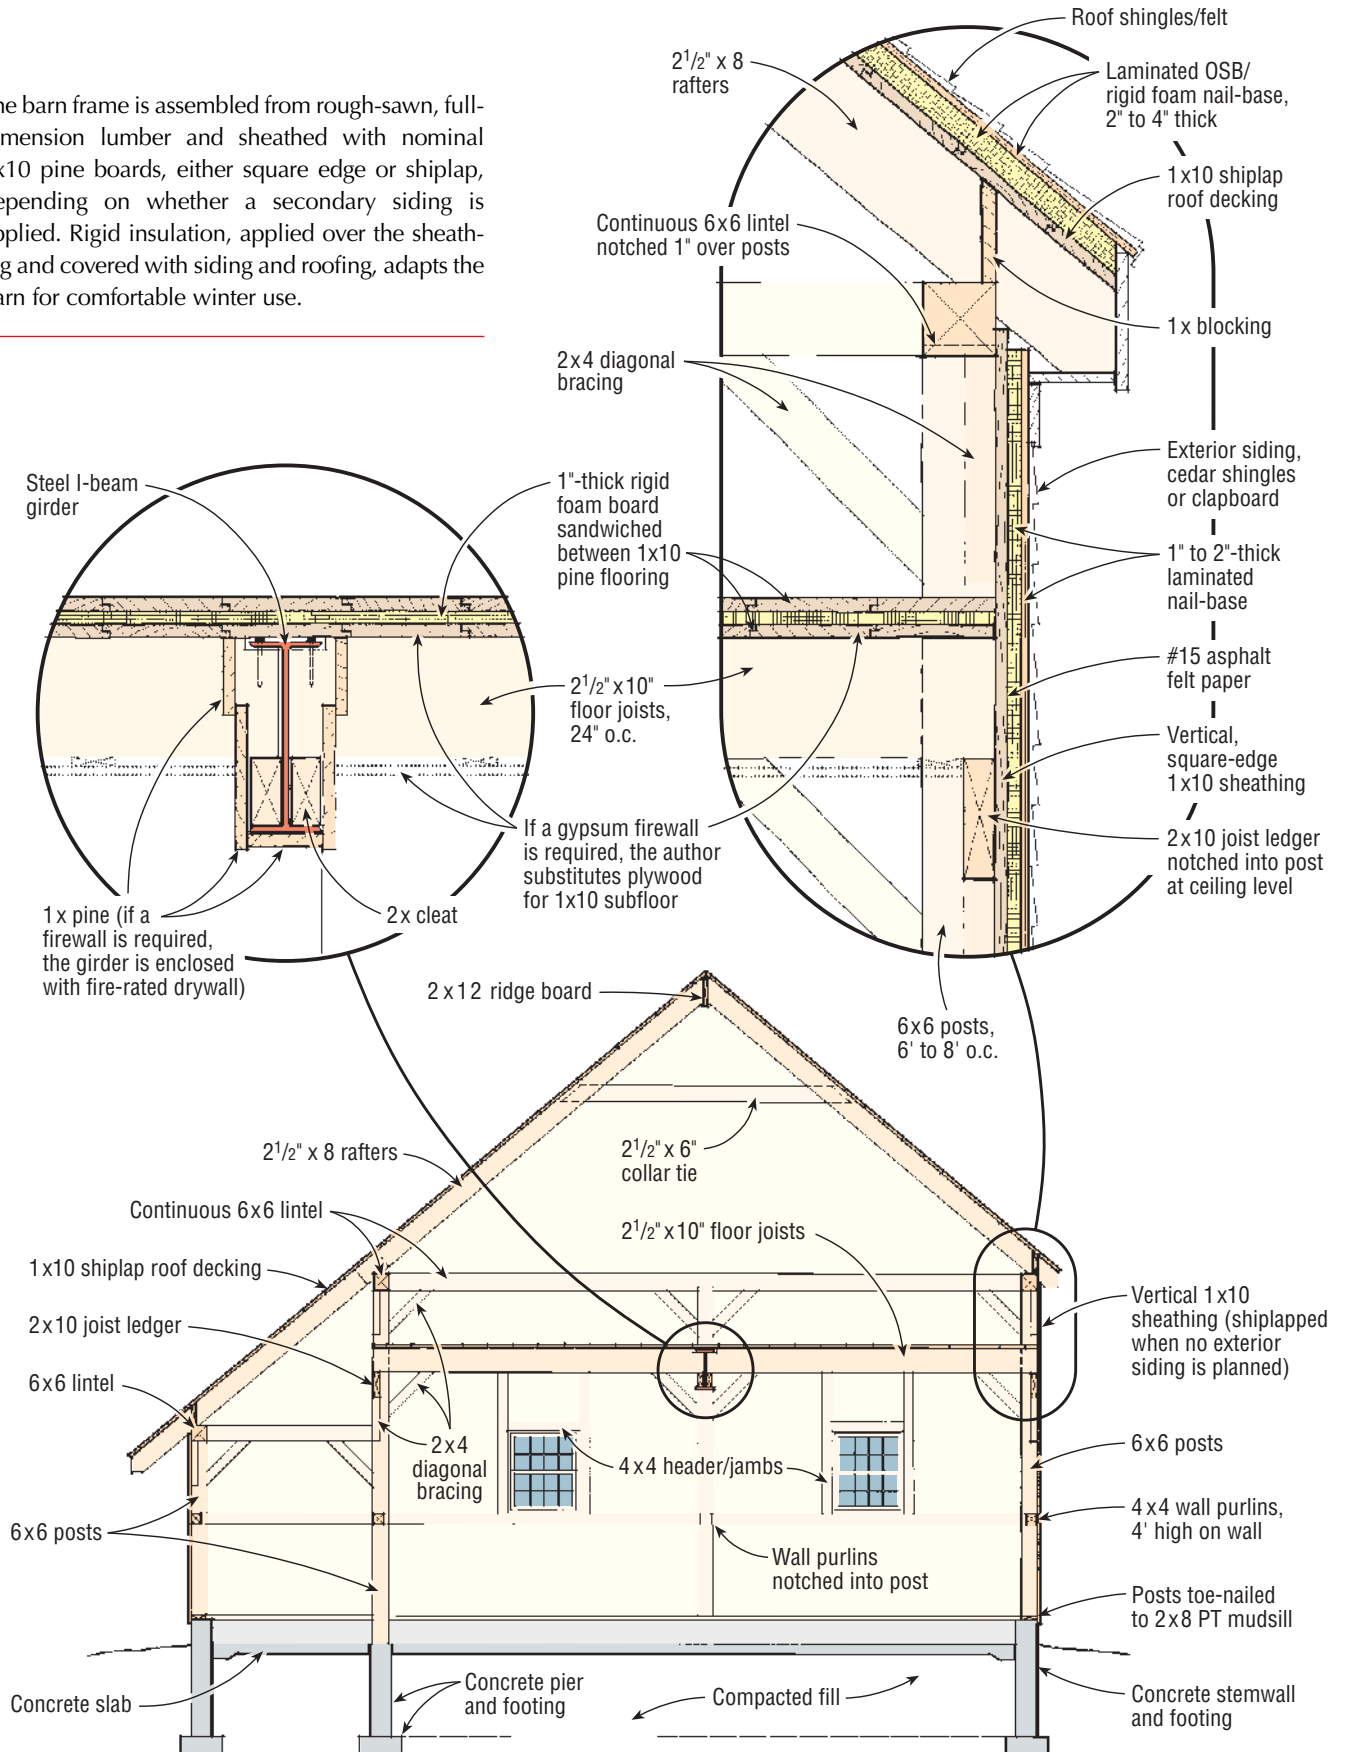 he barn frame is assembled from rough-sawn, full-
mension lumber and sheathed with nominal
x10 pine boards, either square edge or shiplap,
epending on whether a secondary siding is
pplied. Rigid insulation, applied over the sheath-
g and covered with siding and roofing, adapts the
arn for comfortable winter use.
Roof shingles/felt
2 1/2" x 8
rafters
Laminated OSB/
rigid foam nail-base,
2" to 4" thick
1x10 shiplap
roof decking
Continuous 6x6 lintel
notched 1" over posts
1x blocking
2x4 diagonal
bracing
Exterior siding,
cedar shingles
or clapboard
Steel I-beam
girder
1"-thick rigid
foam board
sandwiched
between 1x10
pine flooring
1" to 2"-thick
laminated
nail-base
#15 asphalt
felt paper
2 1/2" x 10"
floor joists,
24" o.c.
Vertical,
square-edge
1x10 sheathing
If a gypsum firewall
is required, the author
substitutes plywood
for 1x10 subfloor
2x10 joist ledger
notched into post
at ceiling level
1x pine (if a
firewall is required,
the girder is enclosed
with fire-rated drywall)
2x cleat
2x12 ridge board
6x6 posts,
6' to 8' o.c.
2 1/2" x 8 rafters
2 1/2" x 6"
collar tie
Continuous 6x6 lintel
2 1/2" x 10" floor joists
1x10 shiplap roof decking
2x10 joist ledger
Vertical 1x10
sheathing (shiplapped
when no exterior
siding is planned)
6x6 lintel
2x4
diagonal
bracing
4x4 header/jambs
6x6 posts
4x4 wall purlins,
4' high on wall
6x6 posts
Wall purlins
notched into post
Posts toe-nailed
to 2x8 PT mudsill
Concrete slab
Concrete pier
and footing
Compacted fill
Concrete stemwall
and footing